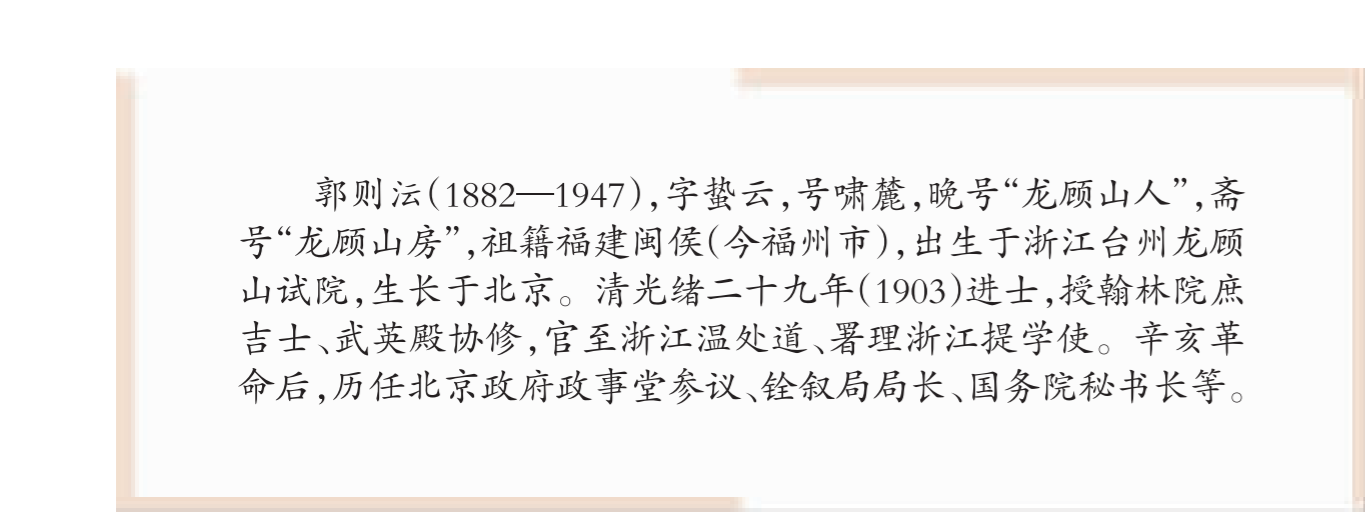 郭则沄(1882—1947),字蛰云,号啸麓,晚号“龙顾山人”,斋
号“龙顾山房”,祖籍福建闽侯(今福州市),出生于浙江台州龙顾
山试院,生长于北京。清光绪二十九年(1903)进士,授翰林院庶
吉士、武英殿协修,官至浙江温处道、署理浙江提学使。辛亥革
命后,历任北京政府政事堂参议、铨叙局局长、国务院秘书长等。